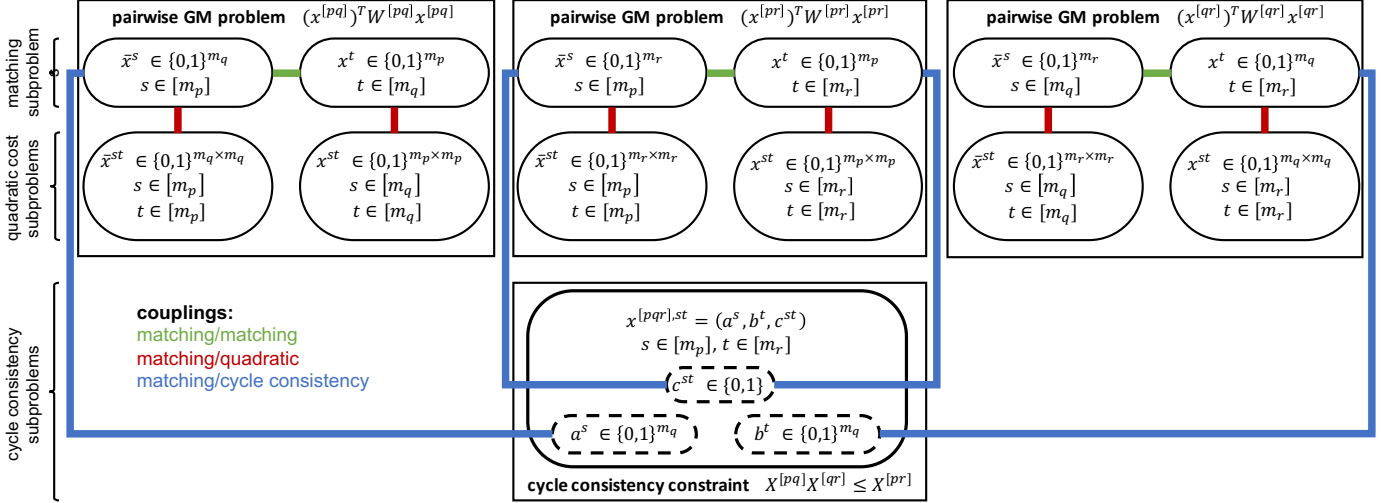 pairwise GM problem (x^{[pq]})^T W^{[pq]} x^{[pq]}
pairwise GM problem (x^{[pr]})^T W^{[pr]} x^{[pr]}
pairwise GM problem (x^{[qr]})^T W^{[qr]} x^{[qr]}
matching
subproblem
x̄^s ∈ {0,1}^{m_q}
s ∈ [m_p]
x^t ∈ {0,1}^{m_p}
t ∈ [m_q]
x̄^s ∈ {0,1}^{m_r}
s ∈ [m_p]
x^t ∈ {0,1}^{m_p}
t ∈ [m_r]
x̄^s ∈ {0,1}^{m_r}
s ∈ [m_q]
x^t ∈ {0,1}^{m_q}
t ∈ [m_r]
quadratic cost
subproblems
x̄^{st} ∈ {0,1}^{m_q×m_q}
s ∈ [m_p]
t ∈ [m_p]
x^{st} ∈ {0,1}^{m_p×m_p}
s ∈ [m_q]
t ∈ [m_q]
x̄^{st} ∈ {0,1}^{m_r×m_r}
s ∈ [m_p]
t ∈ [m_p]
x^{st} ∈ {0,1}^{m_p×m_p}
s ∈ [m_r]
t ∈ [m_r]
x̄^{st} ∈ {0,1}^{m_r×m_r}
s ∈ [m_q]
t ∈ [m_q]
x^{st} ∈ {0,1}^{m_q×m_q}
s ∈ [m_r]
t ∈ [m_r]
cycle consistency
subproblems
couplings:
matching/matching
matching/quadratic
matching/cycle consistency
x^{[pqr],st} = (a^s, b^t, c^{st})
s ∈ [m_p], t ∈ [m_r]
c^{st} ∈ {0,1}
a^s ∈ {0,1}^{m_q}
b^t ∈ {0,1}^{m_q}
cycle consistency constraint X^{[pq]}X^{[qr]} ≤ X^{[pr]}